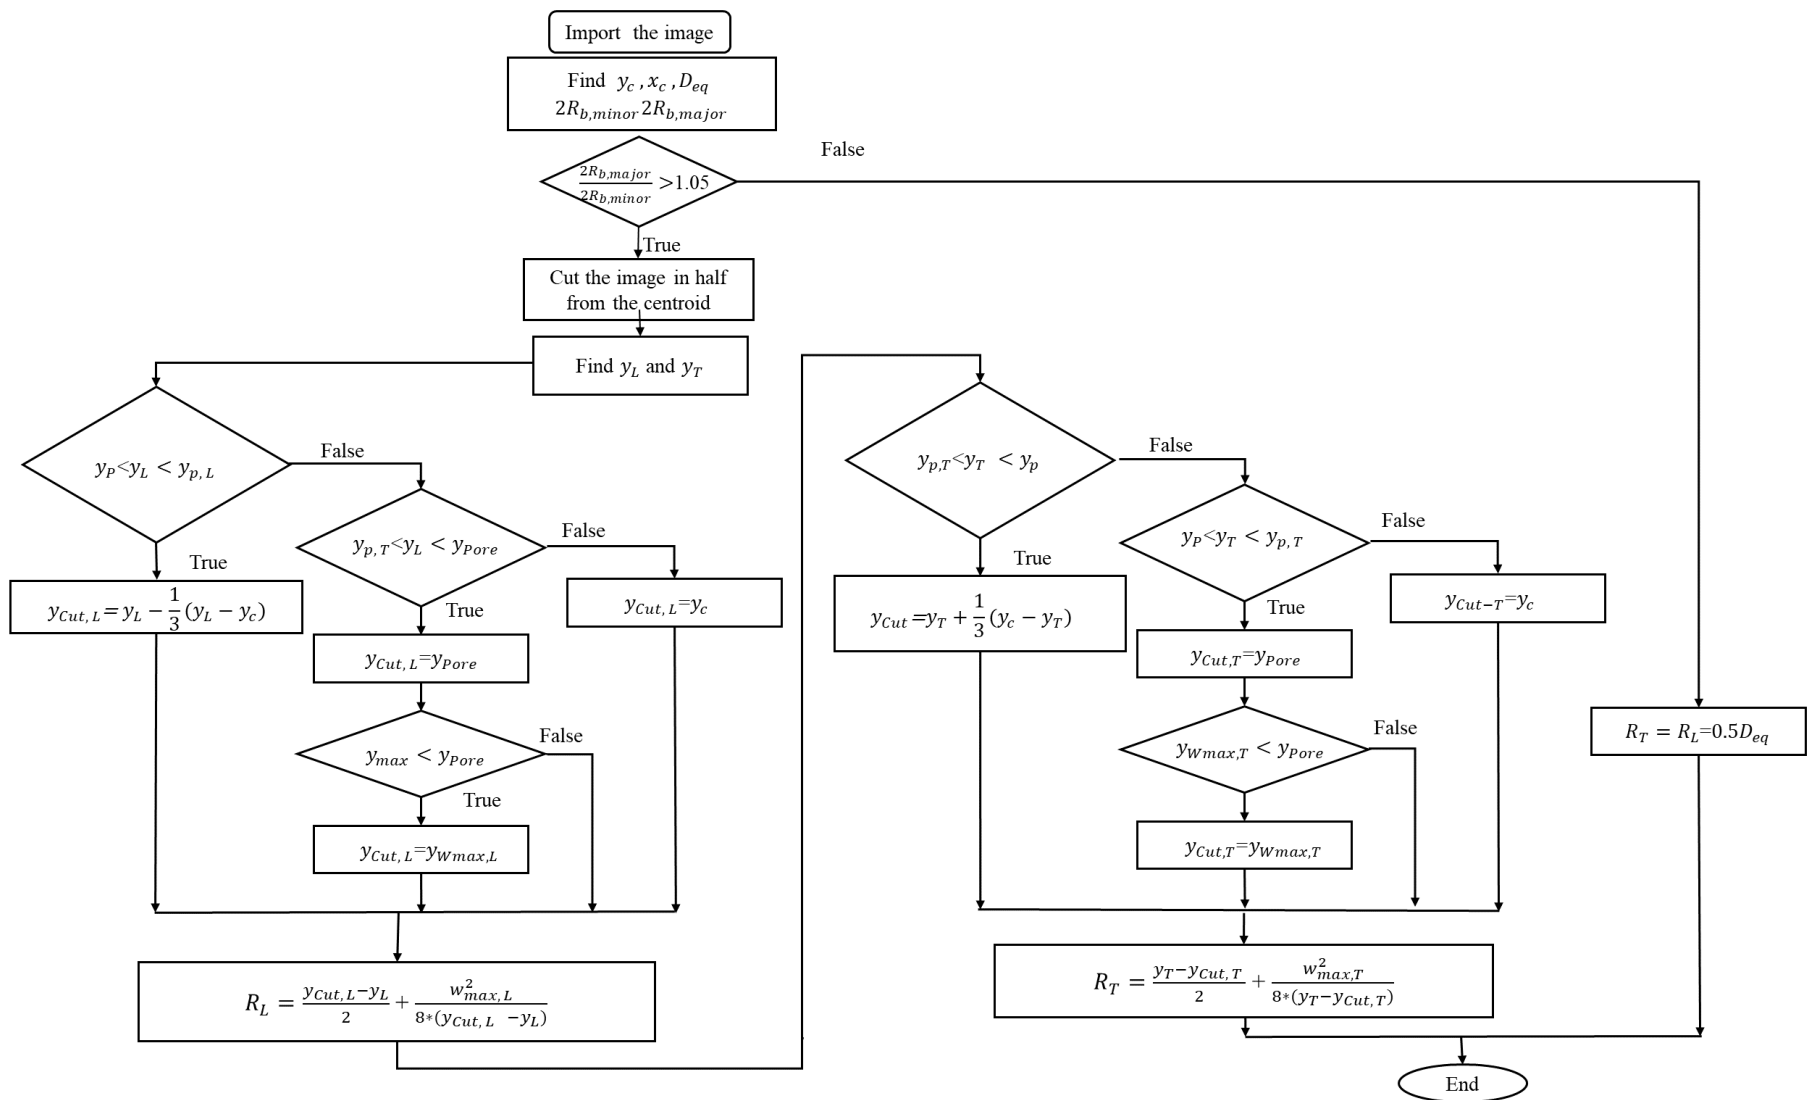 Import the image
Find y_c , x_c , D_eq
2R_b,minor 2R_b,major
2R_b,major / 2R_b,minor >1.05
False
True
Cut the image in half
from the centroid
Find y_L and y_T
y_P<y_L < y_p,L
False
True
y_Cut,L= y_L − 1/3 (y_L − y_c)
y_p,T<y_L < y_Pore
False
True
y_Cut,L=y_c
y_Cut,L=y_Pore
y_max < y_Pore
False
True
y_Cut,L=y_Wmax,L
R_L = (y_Cut,L−y_L)/2 + w²_max,L / 8*(y_Cut,L −y_L)
y_p,T<y_T < y_p
False
True
y_Cut=y_T + 1/3 (y_c − y_T)
y_P<y_T < y_p,T
False
True
y_Cut−T=y_c
y_Cut,T=y_Pore
y_Wmax,T < y_Pore
False
y_Cut,T=y_Wmax,T
R_T = (y_T−y_Cut,T)/2 + w²_max,T / 8*(y_T−y_Cut,T)
R_T = R_L=0.5D_eq
End